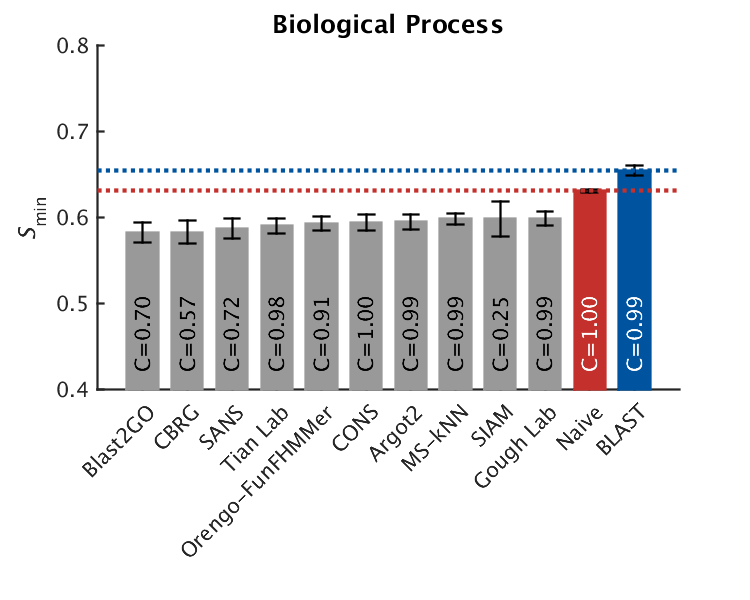 Biological Process
0.8
0.7
0.6
0.5
0.4
Smin
C=0.70
C=0.57
C=0.72
C=0.98
C=0.91
C=1.00
C=0.99
C=0.99
C=0.25
C=0.99
C=1.00
C=0.99
Blast2GO
CBRG
SANS
Tian Lab
Orengo-FunFHMMer
CONS
Argot2
MS-kNN
SIAM
Gough Lab
Naive
BLAST